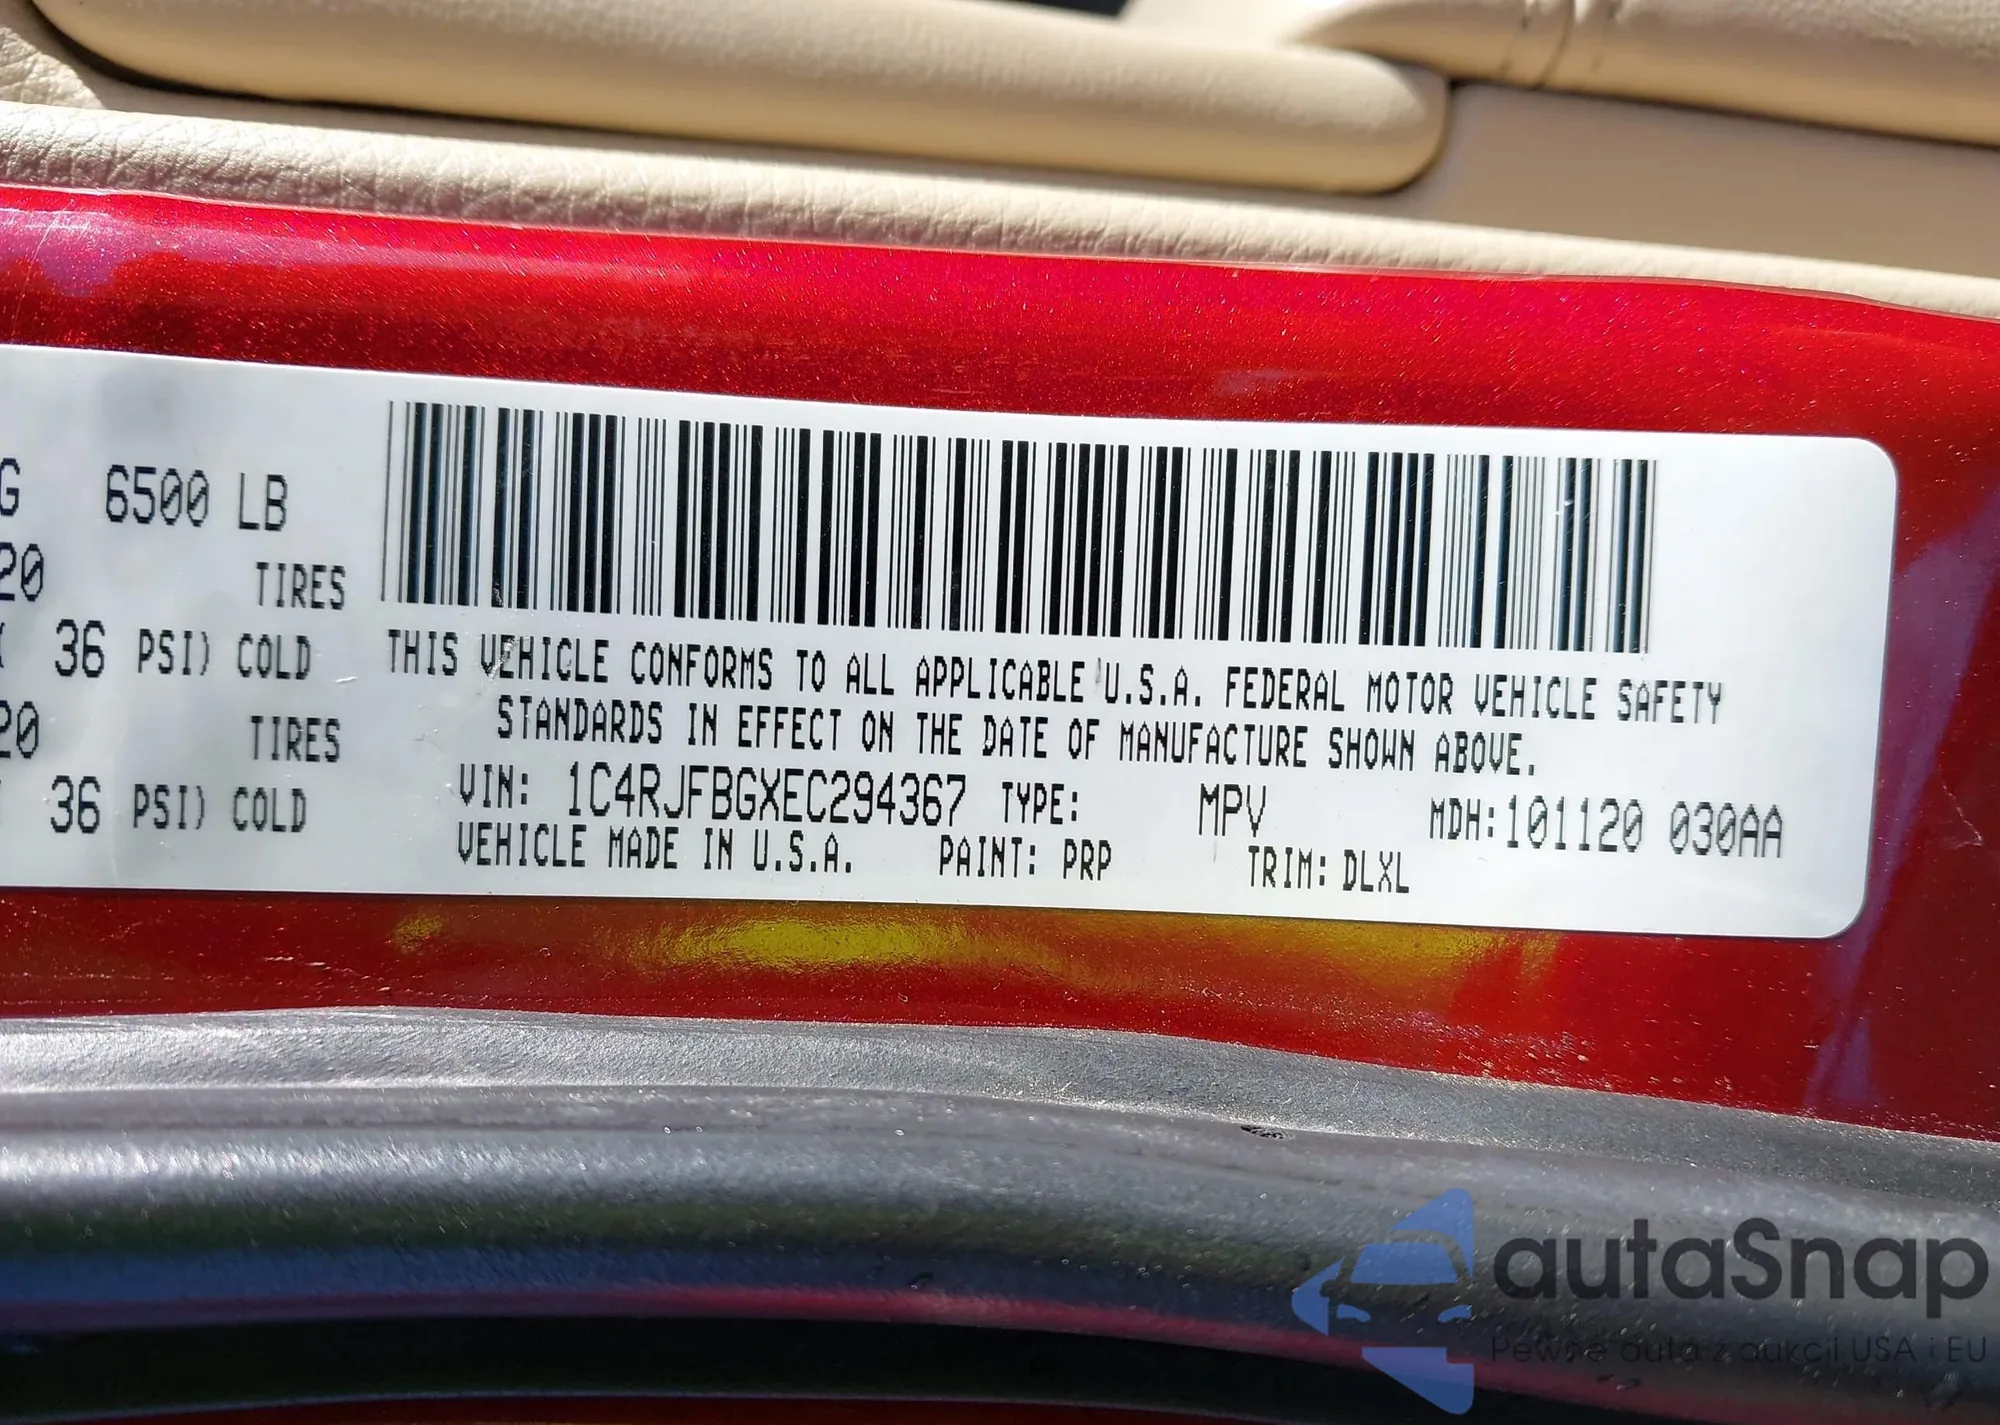 G 6500 LB
20 TIRES
36 PSI) COLD
20 TIRES
36 PSI) COLD
THIS VEHICLE CONFORMS TO ALL APPLICABLE U.S.A. FEDERAL MOTOR VEHICLE SAFETY
STANDARDS IN EFFECT ON THE DATE OF MANUFACTURE SHOWN ABOVE.
VIN: 1C4RJFBGXEC294367 TYPE: MPV MDH:101120 030AA
VEHICLE MADE IN U.S.A. PAINT: PRP TRIM: DLXL
autaSnap
Pewne auta z aukcji USA i EU